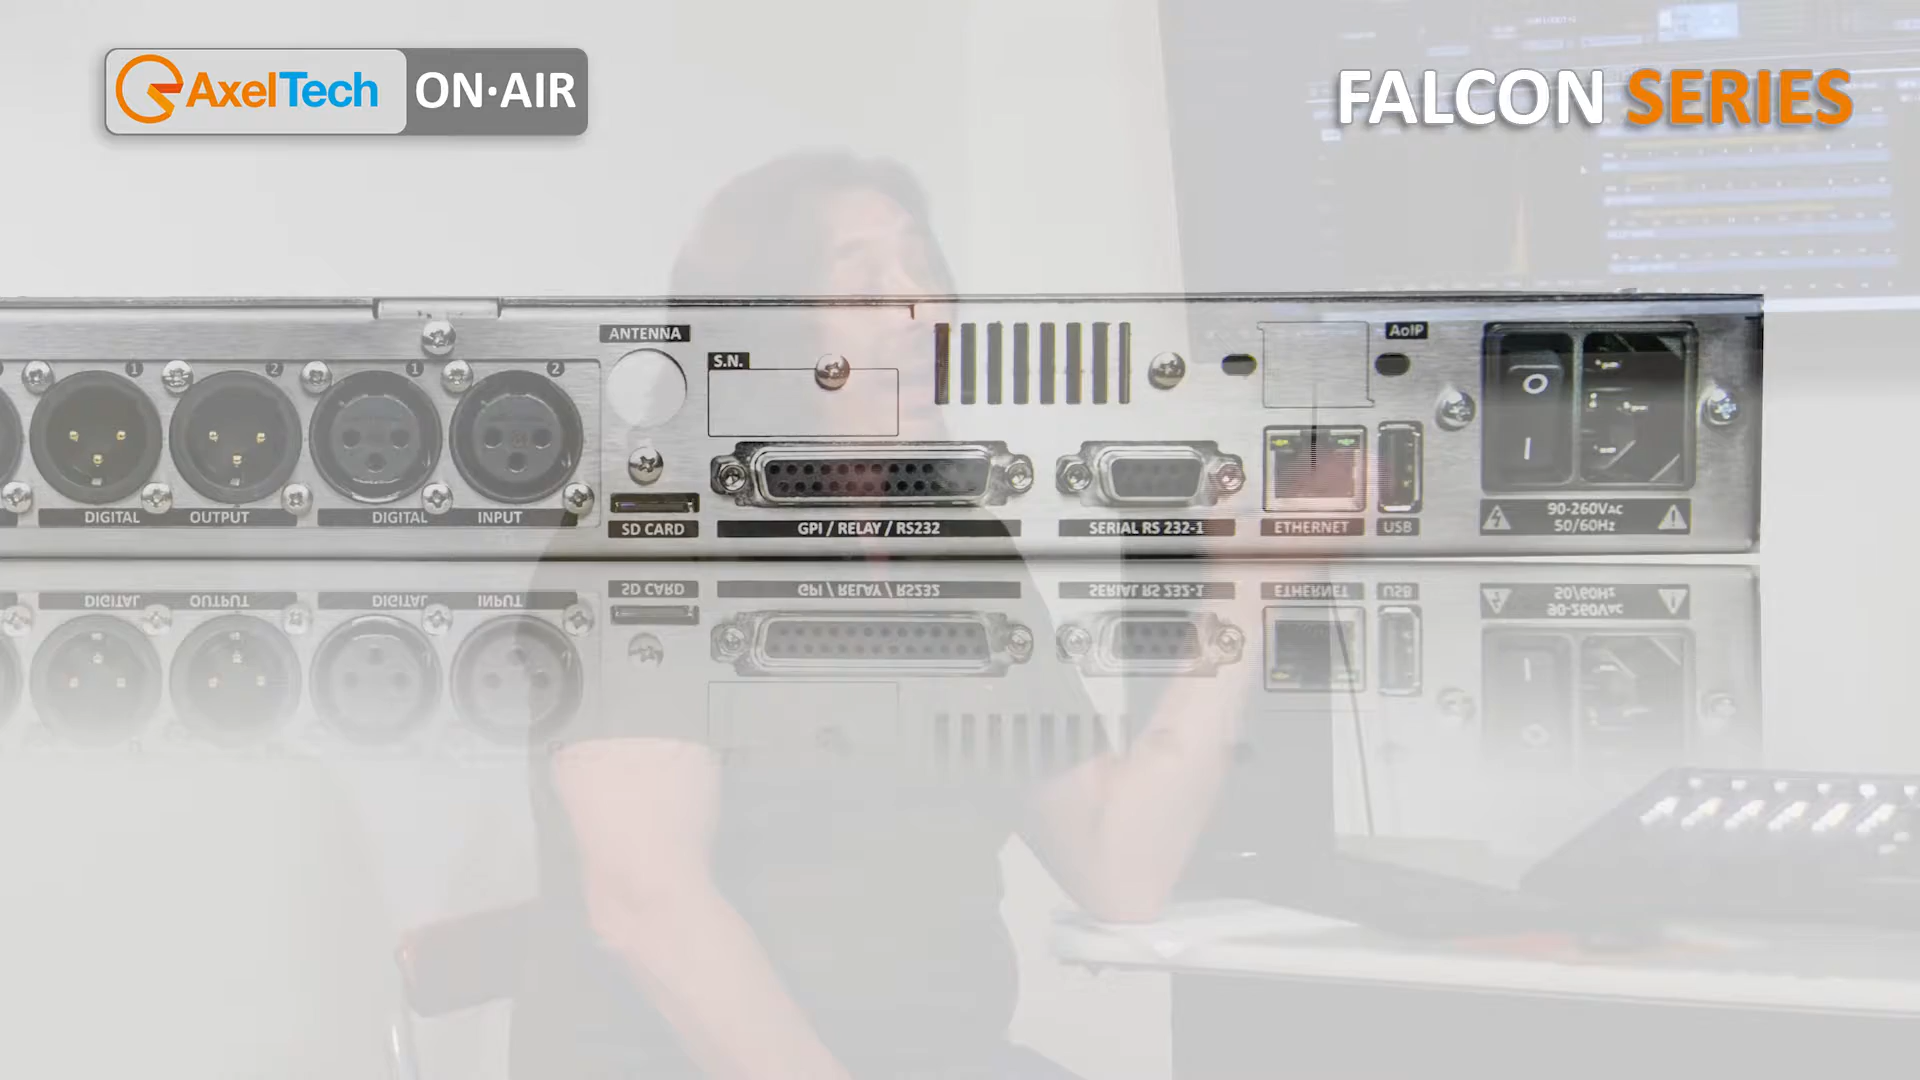 AxelTech ON·AIR
FALCON SERIES
ANTENNA
AoIP
S.N.
1
2
1
2
90-260VAC
50/60Hz
DIGITAL OUTPUT
DIGITAL INPUT
SD CARD
GPI / RELAY / RS232
SERIAL RS 232-1
ETHERNET
USB